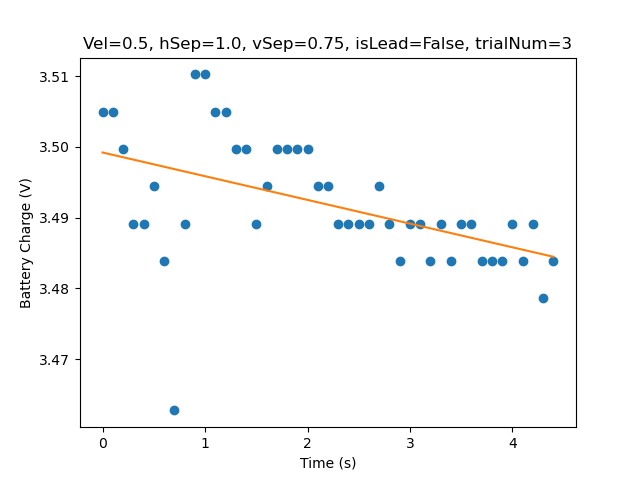 Vel=0.5, hSep=1.0, vSep=0.75, isLead=False, trialNum=3
3.51
3.50
3.49
3.48
3.47
Battery Charge (V)
0 1 2 3 4
Time (s)